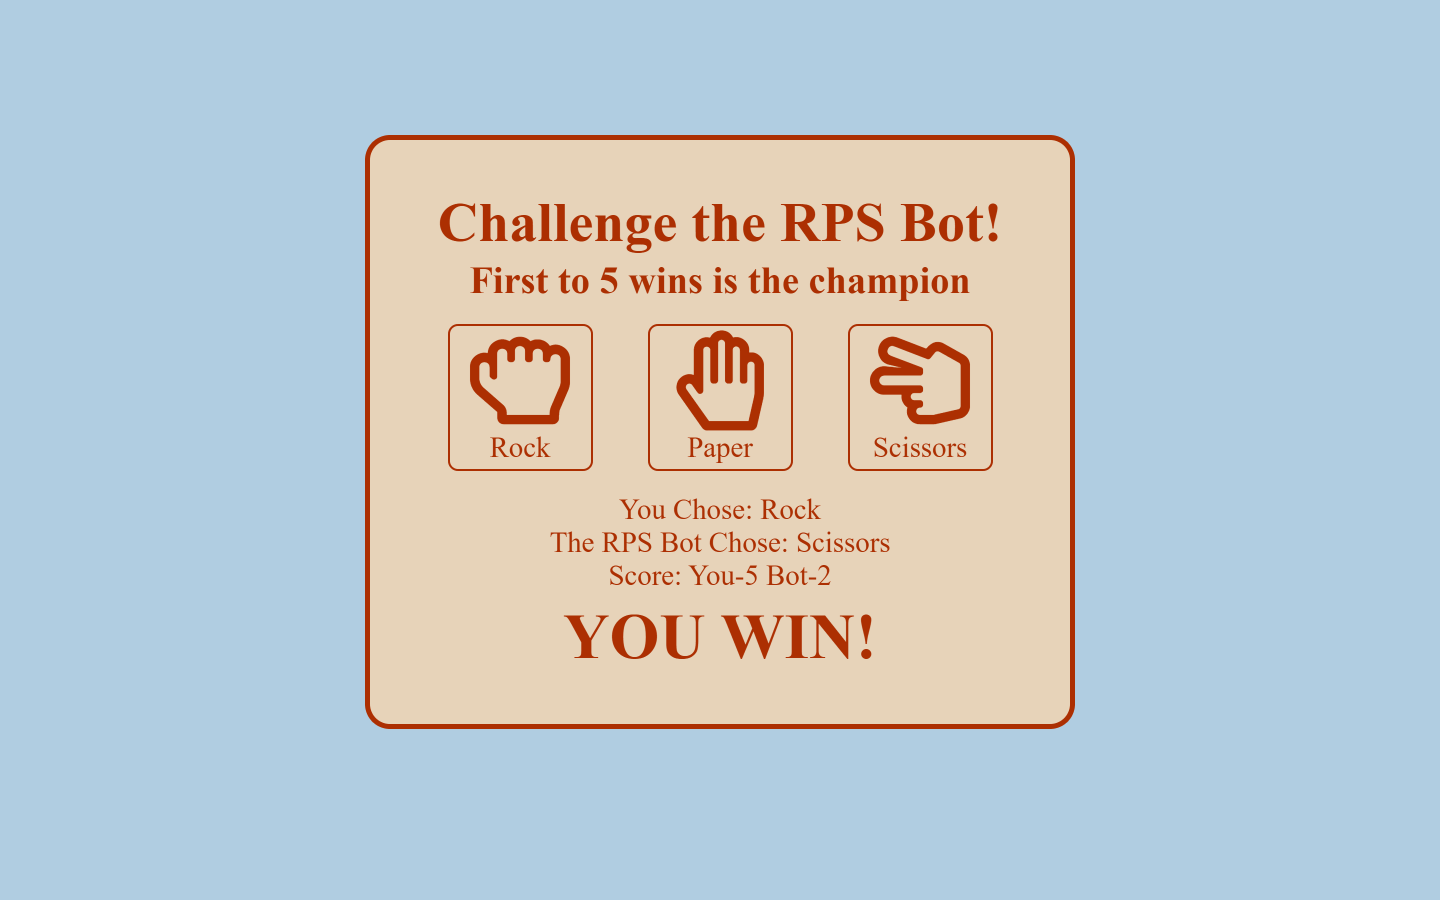 Challenge the RPS Bot!
First to 5 wins is the champion
Rock
Paper
Scissors
You Chose: Rock
The RPS Bot Chose: Scissors
Score: You-5 Bot-2
YOU WIN!